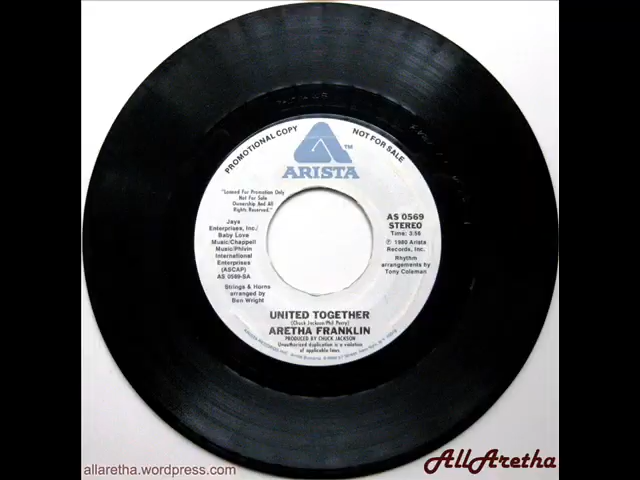 PROMOTIONAL COPY
NOT FOR SALE
TM
ARISTA
"Loaned For Promotion Only
Not For Sale
Ownership And All
Rights Reserved."
Jays
Enterprises, Inc./
Baby Love
Music/Chappell
Music/Phivin
International
Enterprises
(ASCAP)
AS 0569-SA
Strings & Horns
arranged by
Ben Wright
AS 0569
STEREO
Time: 3:56
℗ 1980 Arista
Records, Inc.
Rhythm
arrangements by
Tony Coleman
UNITED TOGETHER
(Chuck Jackson/Phil Perry)
ARETHA FRANKLIN
PRODUCED BY CHUCK JACKSON
Unauthorized duplication is a violation
of applicable laws
allaretha.wordpress.com
AllAretha